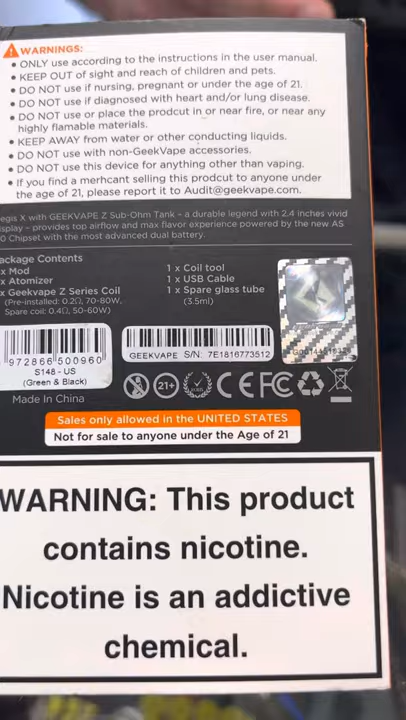 WARNINGS:
• ONLY use according to the instructions in the user manual.
• KEEP OUT of sight and reach of children and pets.
• DO NOT use if nursing, pregnant or under the age of 21.
• DO NOT use if diagnosed with heart and/or lung disease.
• DO NOT use or place the prodcut in or near fire, or near any
highly flamable materials.
• KEEP AWAY from water or other conducting liquids.
• DO NOT use with non-GeekVape accessories.
• DO NOT use this device for anything other than vaping.
• If you find a merhcant selling this prodcut to anyone under
the age of 21, please report it to Audit@geekvape.com.
egis X with GEEKVAPE Z Sub-Ohm Tank – a durable legend with 2.4 inches vivid
isplay – provides top airflow and max flavor experience powered by the new AS
0 Chipset with the most advanced dual battery.
ackage Contents
x Mod
x Atomizer
x Geekvape Z Series Coil
(Pre-installed: 0.2Ω, 70-80W,
Spare coil: 0.4Ω, 50-60W)
1 x Coil tool
1 x USB Cable
1 x Spare glass tube
(3.5ml)
972866 500960
S148 - US
(Green & Black)
Made In China
GEEKVAPE S/N: 7E1816773512
21+
CE FC
Sales only allowed in the UNITED STATES
Not for sale to anyone under the Age of 21
WARNING: This product
contains nicotine.
Nicotine is an addictive
chemical.